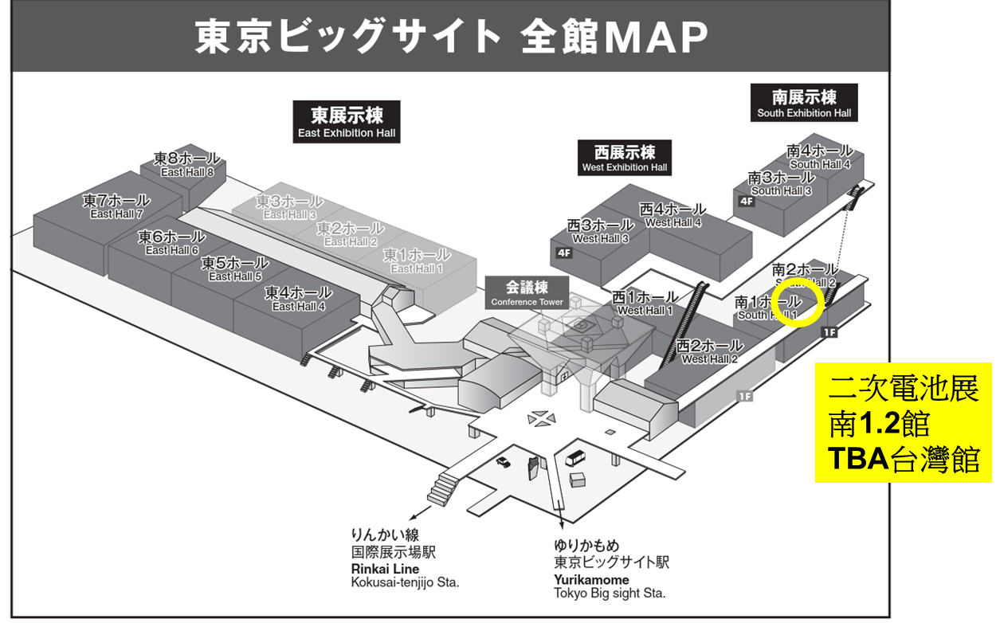 東京ビッグサイト 全館MAP
東展示棟
East Exhibition Hall
西展示棟
West Exhibition Hall
南展示棟
South Exhibition Hall
東8ホール
East Hall 8
東7ホール
East Hall 7
東6ホール
East Hall 6
東5ホール
East Hall 5
東4ホール
East Hall 4
東3ホール
East Hall 3
東2ホール
East Hall 2
東1ホール
East Hall 1
会議棟
Conference Tower
西3ホール
West Hall 3
4F
西4ホール
West Hall 4
西1ホール
West Hall 1
西2ホール
West Hall 2
1F
南4ホール
South Hall 4
南3ホール
South Hall 3
4F
南2ホール
South Hall 2
南1ホール
South Hall 1
1F
二次電池展
南1.2館
TBA台灣館
りんかい線
国際展示場駅
Rinkai Line
Kokusai-tenjijo Sta.
ゆりかもめ
東京ビッグサイト駅
Yurikamome
Tokyo Big sight Sta.